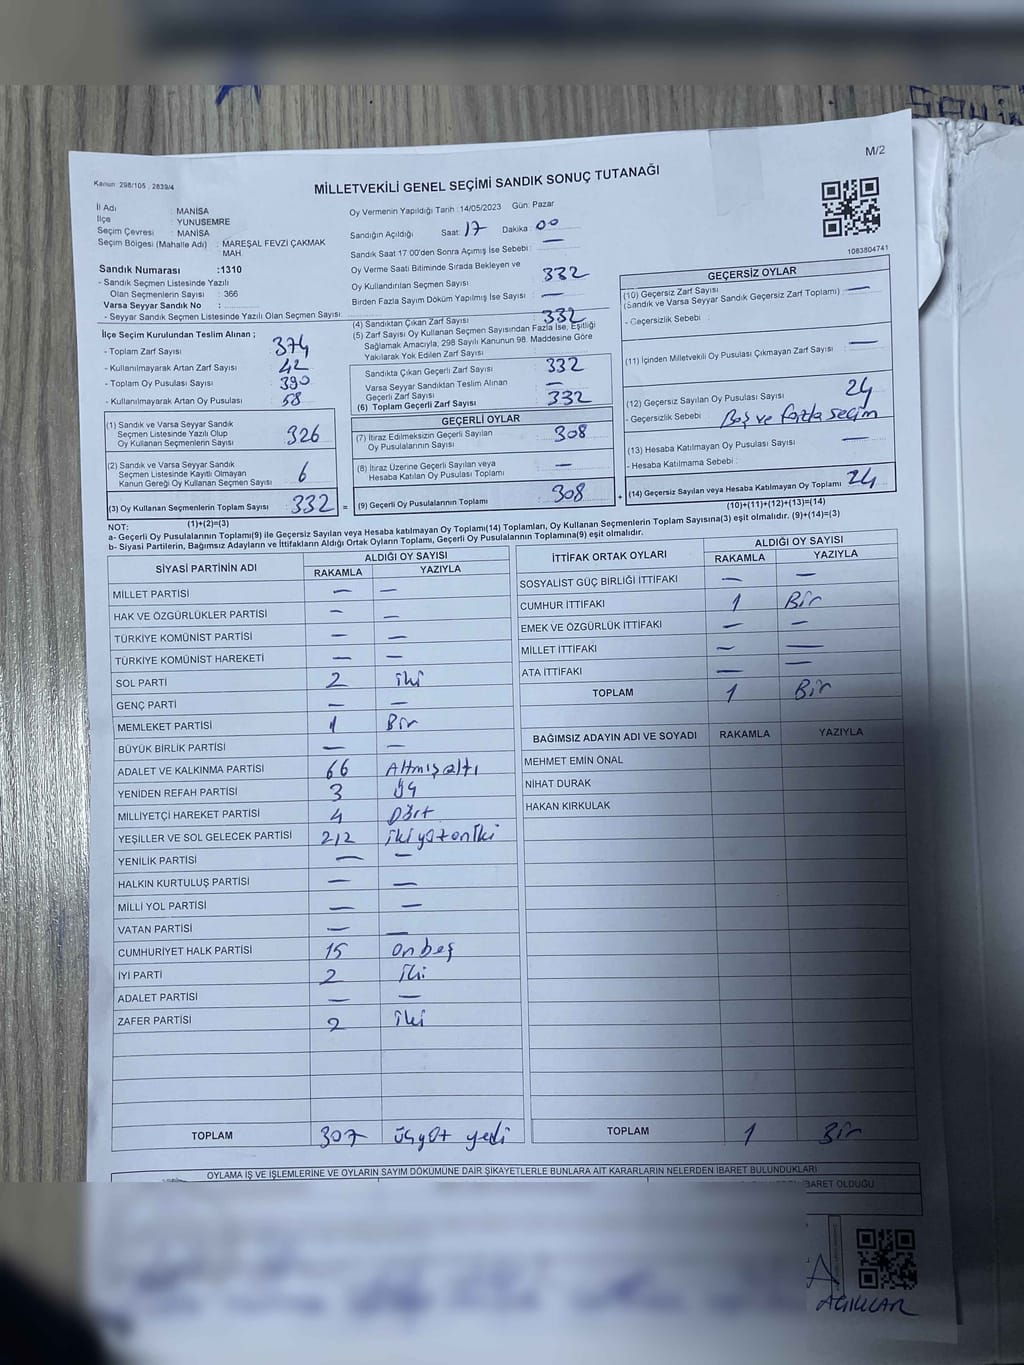 ŞAHİN
M/2
Kanun: 298/105 , 2839/4
MİLLETVEKİLİ GENEL SEÇİMİ SANDIK SONUÇ TUTANAĞI
İl Adı : MANİSA
İlçe : YUNUSEMRE
Seçim Çevresi : MANİSA
Seçim Bölgesi (Mahalle Adı) : MAREŞAL FEVZİ ÇAKMAK MAH
Sandık Numarası :1310
- Sandık Seçmen Listesinde Yazılı
Olan Seçmenlerin Sayısı : 366
Varsa Seyyar Sandık No :
- Seyyar Sandık Seçmen Listesinde Yazılı Olan Seçmen Sayısı:
Oy Vermenin Yapıldığı Tarih :14/05/2023 Gün: Pazar
Sandığın Açıldığı Saat: 17 Dakika: 00
Sandık Saat 17:00'den Sonra Açılmış İse Sebebi : —
Oy Verme Saati Bitiminde Sırada Bekleyen ve
Oy Kullandırılan Seçmen Sayısı : 332
Birden Fazla Sayım Döküm Yapılmış İse Sayısı : —
1083804741
İlçe Seçim Kurulundan Teslim Alınan ;
- Toplam Zarf Sayısı : 374
- Kullanılmayarak Artan Zarf Sayısı : 42
- Toplam Oy Pusulası Sayısı : 390
- Kullanılmayarak Artan Oy Pusulası : 58
(1) Sandık ve Varsa Seyyar Sandık
Seçmen Listesinde Yazılı Olup
Oy Kullanan Seçmenlerin Sayısı : 326
(2) Sandık ve Varsa Seyyar Sandık
Seçmen Listesinde Kayıtlı Olmayan
Kanun Gereği Oy Kullanan Seçmen Sayısı : 6
(3) Oy Kullanan Seçmenlerin Toplam Sayısı : 332 =
(1)+(2)=(3)
(4) Sandıktan Çıkan Zarf Sayısı : 332
(5) Zarf Sayısı Oy Kullanan Seçmen Sayısından Fazla İse, Eşitliği
Sağlamak Amacıyla, 298 Sayılı Kanunun 98. Maddesine Göre
Yakılarak Yok Edilen Zarf Sayısı :
Sandıkta Çıkan Geçerli Zarf Sayısı : 332
Varsa Seyyar Sandıktan Teslim Alınan
Geçerli Zarf Sayısı : —
(6) Toplam Geçerli Zarf Sayısı : 332
GEÇERLİ OYLAR
(7) İtiraz Edilmeksizin Geçerli Sayılan
Oy Pusulalarının Sayısı : 308
(8) İtiraz Üzerine Geçerli Sayılan veya
Hesaba Katılan Oy Pusulası Toplamı : —
(9) Geçerli Oy Pusulalarının Toplamı : 308 +
GEÇERSİZ OYLAR
(10) Geçersiz Zarf Sayısı : —
(Sandık ve Varsa Seyyar Sandık Geçersiz Zarf Toplamı)
- Geçersizlik Sebebi :
(11) İçinden Milletvekili Oy Pusulası Çıkmayan Zarf Sayısı : —
(12) Geçersiz Sayılan Oy Pusulası Sayısı : 24
- Geçersizlik Sebebi : Boş ve fazla seçim
(13) Hesaba Katılmayan Oy Pusulası Sayısı : —
- Hesaba Katılmama Sebebi :
(14) Geçersiz Sayılan veya Hesaba Katılmayan Oy Toplamı : 24
(10)+(11)+(12)+(13)=(14)
NOT:
a- Geçerli Oy Pusulalarının Toplamı(9) ile Geçersiz Sayılan veya Hesaba katılmayan Oy Toplamı(14) Toplamları, Oy Kullanan Seçmenlerin Toplam Sayısına(3) eşit olmalıdır. (9)+(14)=(3)
b- Siyasi Partilerin, Bağımsız Adayların ve İttifakların Aldığı Ortak Oyların Toplamı, Geçerli Oy Pusulalarının Toplamına(9) eşit olmalıdır.
SİYASİ PARTİNİN ADI ALDIĞI OY SAYISI
RAKAMLA YAZIYLA
MİLLET PARTİSİ — —
HAK VE ÖZGÜRLÜKLER PARTİSİ — —
TÜRKİYE KOMÜNİST PARTİSİ — —
TÜRKİYE KOMÜNİST HAREKETİ — —
SOL PARTİ 2 iki
GENÇ PARTİ — —
MEMLEKET PARTİSİ 1 Bir
BÜYÜK BİRLİK PARTİSİ — —
ADALET VE KALKINMA PARTİSİ 66 Altmışaltı
YENİDEN REFAH PARTİSİ 3 Üç
MİLLİYETÇİ HAREKET PARTİSİ 4 Dört
YEŞİLLER VE SOL GELECEK PARTİSİ 212 ikiyüzoniki
YENİLİK PARTİSİ — —
HALKIN KURTULUŞ PARTİSİ — —
MİLLİ YOL PARTİSİ — —
VATAN PARTİSİ — —
CUMHURİYET HALK PARTİSİ 15 onbeş
İYİ PARTİ 2 iki
ADALET PARTİSİ — —
ZAFER PARTİSİ 2 iki
TOPLAM 307 üçyüz yedi
İTTİFAK ORTAK OYLARI ALDIĞI OY SAYISI
RAKAMLA YAZIYLA
SOSYALİST GÜÇ BİRLİĞİ İTTİFAKI — —
CUMHUR İTTİFAKI 1 Bir
EMEK VE ÖZGÜRLÜK İTTİFAKI — —
MİLLET İTTİFAKI — —
ATA İTTİFAKI — —
TOPLAM 1 Bir
BAĞIMSIZ ADAYIN ADI VE SOYADI RAKAMLA YAZIYLA
MEHMET EMİN ÖNAL
NİHAT DURAK
HAKAN KIRKULAK
TOPLAM 1 Bir
OYLAMA İŞ VE İŞLEMLERİNE VE OYLARIN SAYIM DÖKÜMÜNE DAİR ŞİKAYETLERLE BUNLARA AİT KARARLARIN NELERDEN İBARET BULUNDUKLARI
BARET OLDUĞU